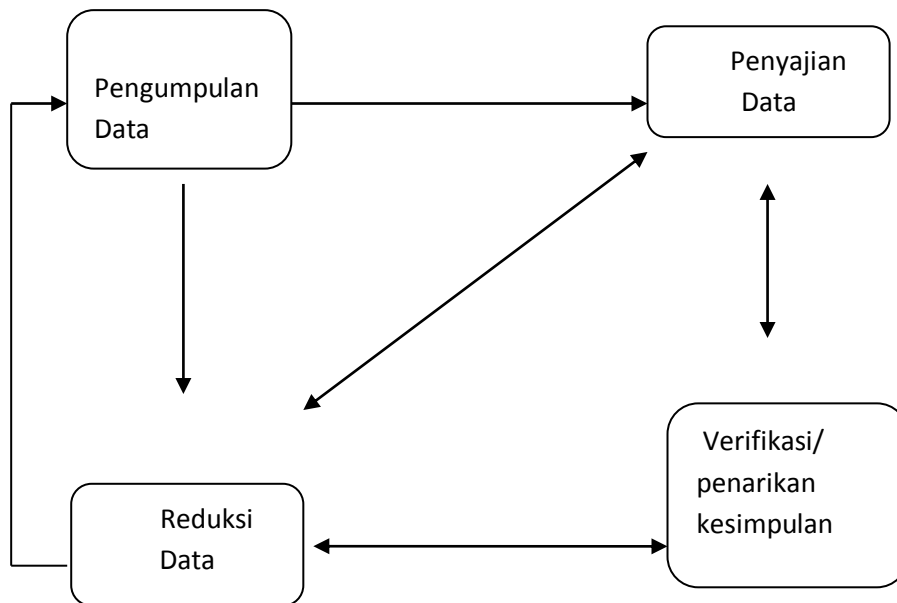 Pengumpulan
Data
Penyajian
Data
Verifikasi/
penarikan
kesimpulan
Reduksi
Data